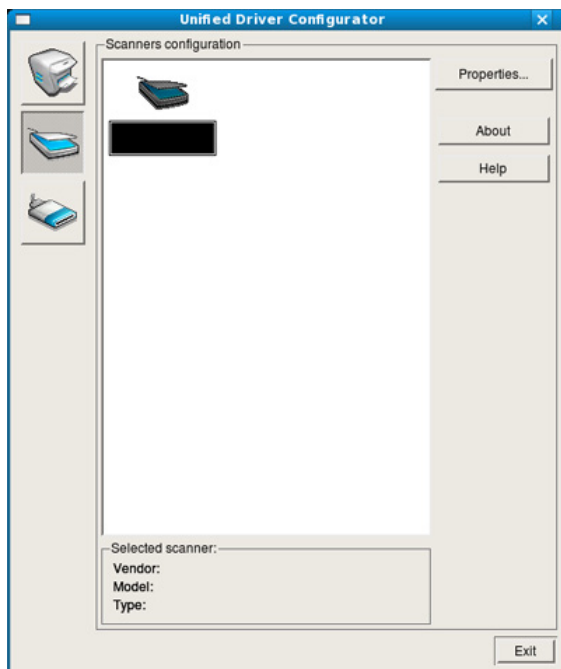 Unified Driver Configurator
Scanners configuration
Properties...
About
Help
Selected scanner:
Vendor:
Model:
Type:
Exit